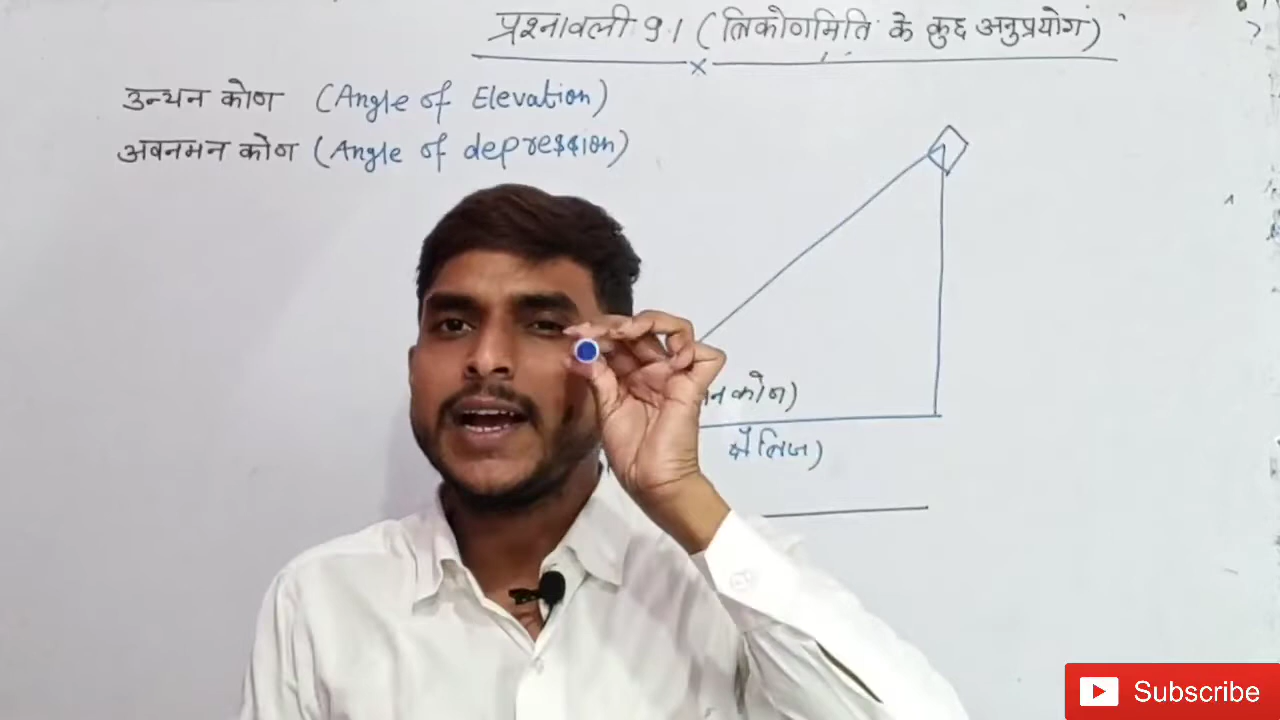 प्रश्नावली 9.1 (त्रिकोणमिति के कुछ अनुप्रयोग)
उन्नयन कोण (Angle of Elevation)
अवनमन कोण (Angle of depression)
कोण)
क्षैतिज)
Subscribe